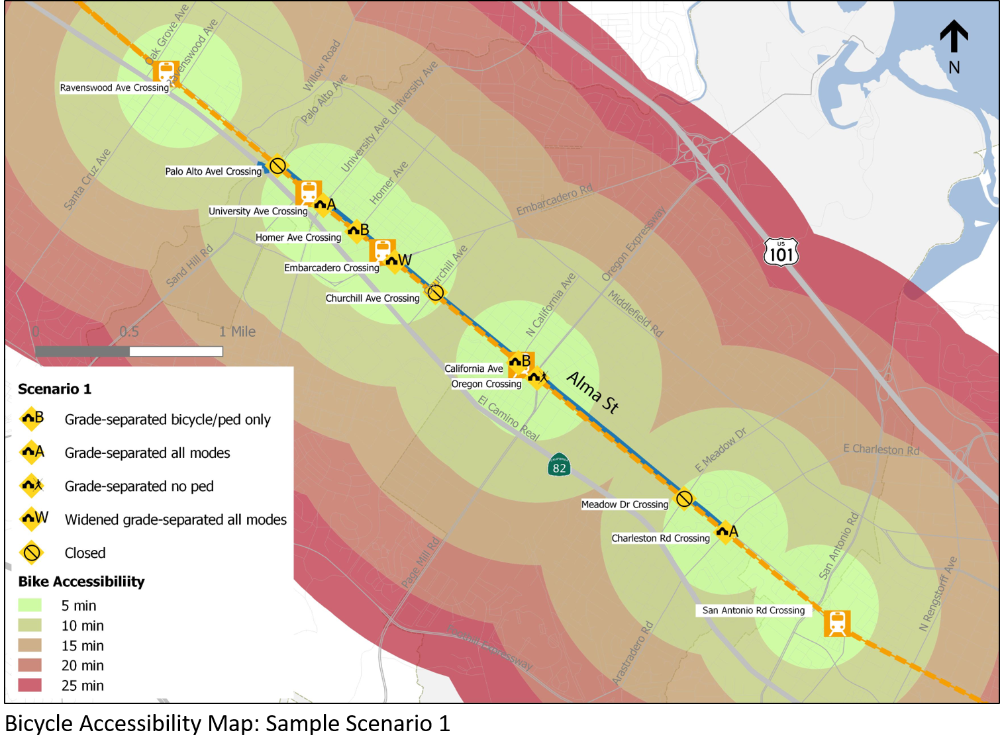 Oak Grove Ave
Ravenswood Ave
Willow Road
N
Ravenswood Ave Crossing
Palo Alto Ave
University Ave
University Ave
Santa Cruz Ave
Palo Alto Avel Crossing
Homer Ave
Embarcadero Rd
University Ave Crossing
A
Homer Ave Crossing
B
Oregon Expressway
US
101
Embarcadero Crossing
W
Sand Hill Rd
Churchill Ave
Churchill Ave Crossing
N California Ave
Middlefield Rd
0 0.5 1 Mile
California Ave
B
Oregon Crossing
Alma St
El Camino Real
CALIFORNIA
82
E Meadow Dr
E Charleston Rd
Meadow Dr Crossing
Charleston Rd Crossing
A
San Antonio Rd
Page Mill Rd
N Rengstorff Ave
San Antonio Rd Crossing
Foothill Expressway
Arastradero Rd
Scenario 1
B Grade-separated bicycle/ped only
A Grade-separated all modes
Grade-separated no ped
W Widened grade-separated all modes
Closed
Bike Accessibiliity
5 min
10 min
15 min
20 min
25 min
Bicycle Accessibility Map: Sample Scenario 1